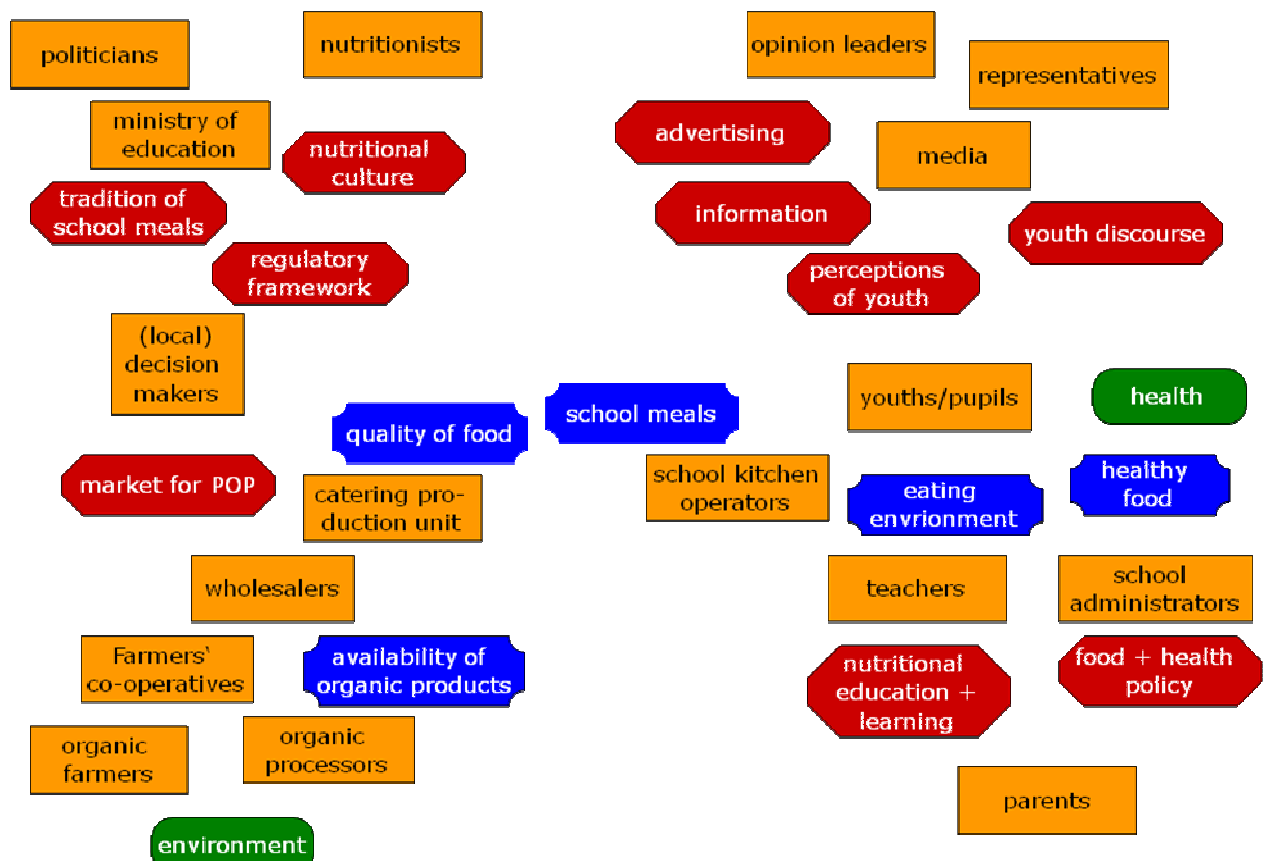 politicians
nutritionists
opinion leaders
representatives
ministry of
education
nutritional
culture
advertising
media
tradition of
school meals
information
youth discourse
regulatory
framework
perceptions
of youth
(local)
decision
makers
quality of food
school meals
youths/pupils
health
market for POP
catering pro-
duction unit
school kitchen
operators
eating
envrionment
healthy
food
wholesalers
teachers
school
administrators
Farmers'
co-operatives
availability of
organic products
nutritional
education +
learning
food + health
policy
organic
farmers
organic
processors
parents
environment